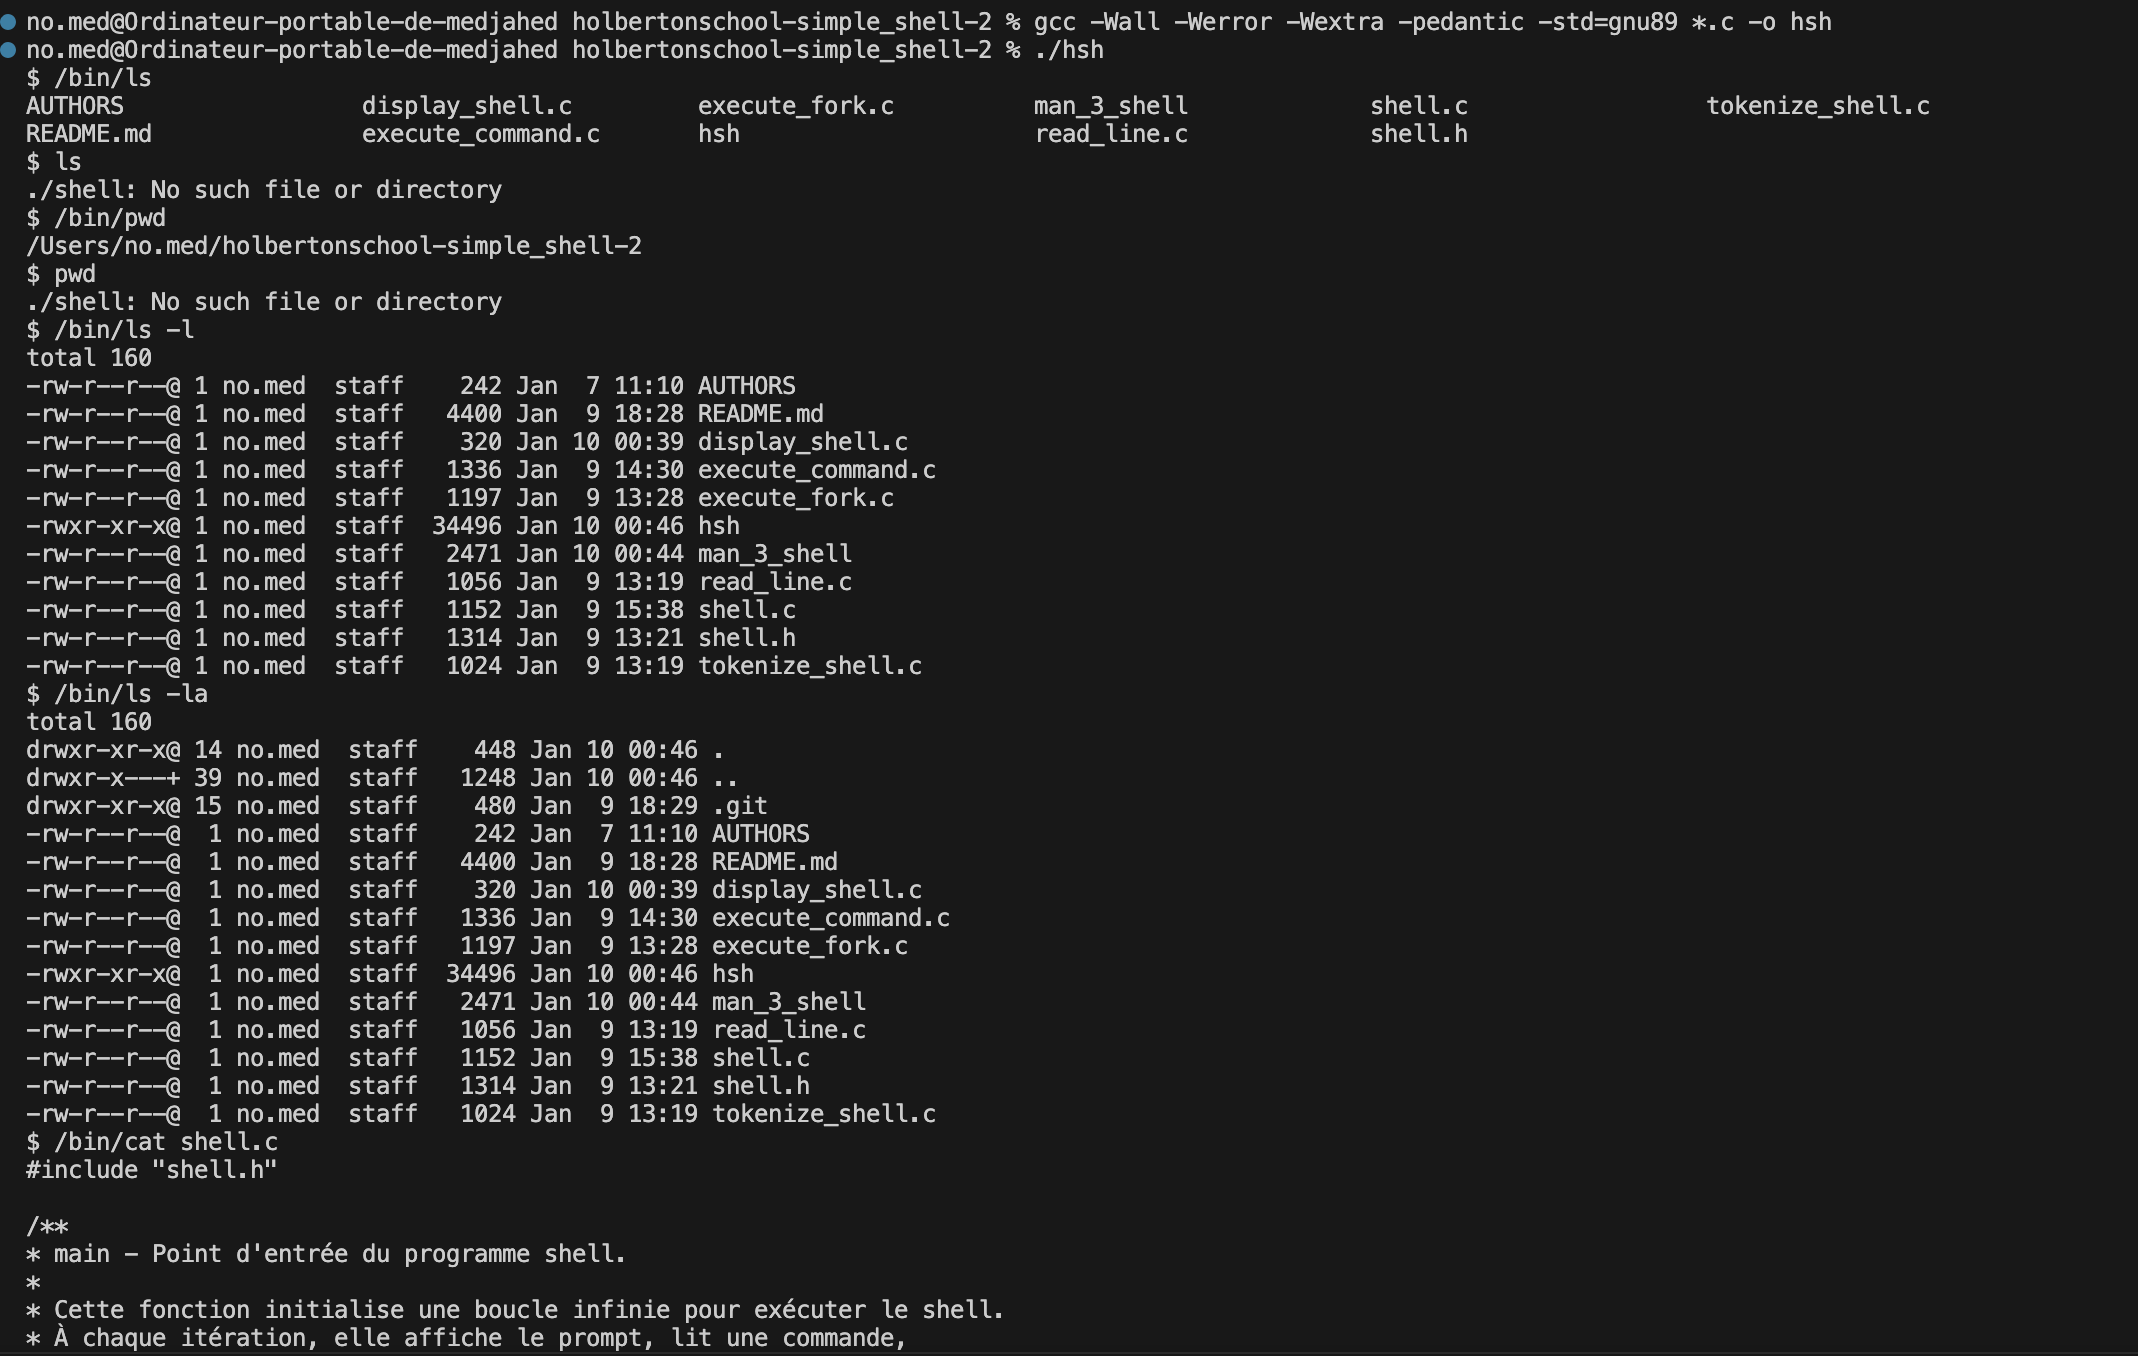 no.med@Ordinateur-portable-de-medjahed holbertonschool-simple_shell-2 % gcc -Wall -Werror -Wextra -pedantic -std=gnu89 *.c -o hsh
no.med@Ordinateur-portable-de-medjahed holbertonschool-simple_shell-2 % ./hsh
$ /bin/ls
AUTHORS                 display_shell.c         execute_fork.c          man_3_shell             shell.c                 tokenize_shell.c
README.md               execute_command.c       hsh                     read_line.c             shell.h
$ ls
./shell: No such file or directory
$ /bin/pwd
/Users/no.med/holbertonschool-simple_shell-2
$ pwd
./shell: No such file or directory
$ /bin/ls -l
total 160
-rw-r--r--@ 1 no.med  staff    242 Jan  7 11:10 AUTHORS
-rw-r--r--@ 1 no.med  staff   4400 Jan  9 18:28 README.md
-rw-r--r--@ 1 no.med  staff    320 Jan 10 00:39 display_shell.c
-rw-r--r--@ 1 no.med  staff   1336 Jan  9 14:30 execute_command.c
-rw-r--r--@ 1 no.med  staff   1197 Jan  9 13:28 execute_fork.c
-rwxr-xr-x@ 1 no.med  staff  34496 Jan 10 00:46 hsh
-rw-r--r--@ 1 no.med  staff   2471 Jan 10 00:44 man_3_shell
-rw-r--r--@ 1 no.med  staff   1056 Jan  9 13:19 read_line.c
-rw-r--r--@ 1 no.med  staff   1152 Jan  9 15:38 shell.c
-rw-r--r--@ 1 no.med  staff   1314 Jan  9 13:21 shell.h
-rw-r--r--@ 1 no.med  staff   1024 Jan  9 13:19 tokenize_shell.c
$ /bin/ls -la
total 160
drwxr-xr-x@ 14 no.med  staff    448 Jan 10 00:46 .
drwxr-x---+ 39 no.med  staff   1248 Jan 10 00:46 ..
drwxr-xr-x@ 15 no.med  staff    480 Jan  9 18:29 .git
-rw-r--r--@  1 no.med  staff    242 Jan  7 11:10 AUTHORS
-rw-r--r--@  1 no.med  staff   4400 Jan  9 18:28 README.md
-rw-r--r--@  1 no.med  staff    320 Jan 10 00:39 display_shell.c
-rw-r--r--@  1 no.med  staff   1336 Jan  9 14:30 execute_command.c
-rw-r--r--@  1 no.med  staff   1197 Jan  9 13:28 execute_fork.c
-rwxr-xr-x@  1 no.med  staff  34496 Jan 10 00:46 hsh
-rw-r--r--@  1 no.med  staff   2471 Jan 10 00:44 man_3_shell
-rw-r--r--@  1 no.med  staff   1056 Jan  9 13:19 read_line.c
-rw-r--r--@  1 no.med  staff   1152 Jan  9 15:38 shell.c
-rw-r--r--@  1 no.med  staff   1314 Jan  9 13:21 shell.h
-rw-r--r--@  1 no.med  staff   1024 Jan  9 13:19 tokenize_shell.c
$ /bin/cat shell.c
#include "shell.h"

/**
* main - Point d'entrée du programme shell.
*
* Cette fonction initialise une boucle infinie pour exécuter le shell.
* À chaque itération, elle affiche le prompt, lit une commande,